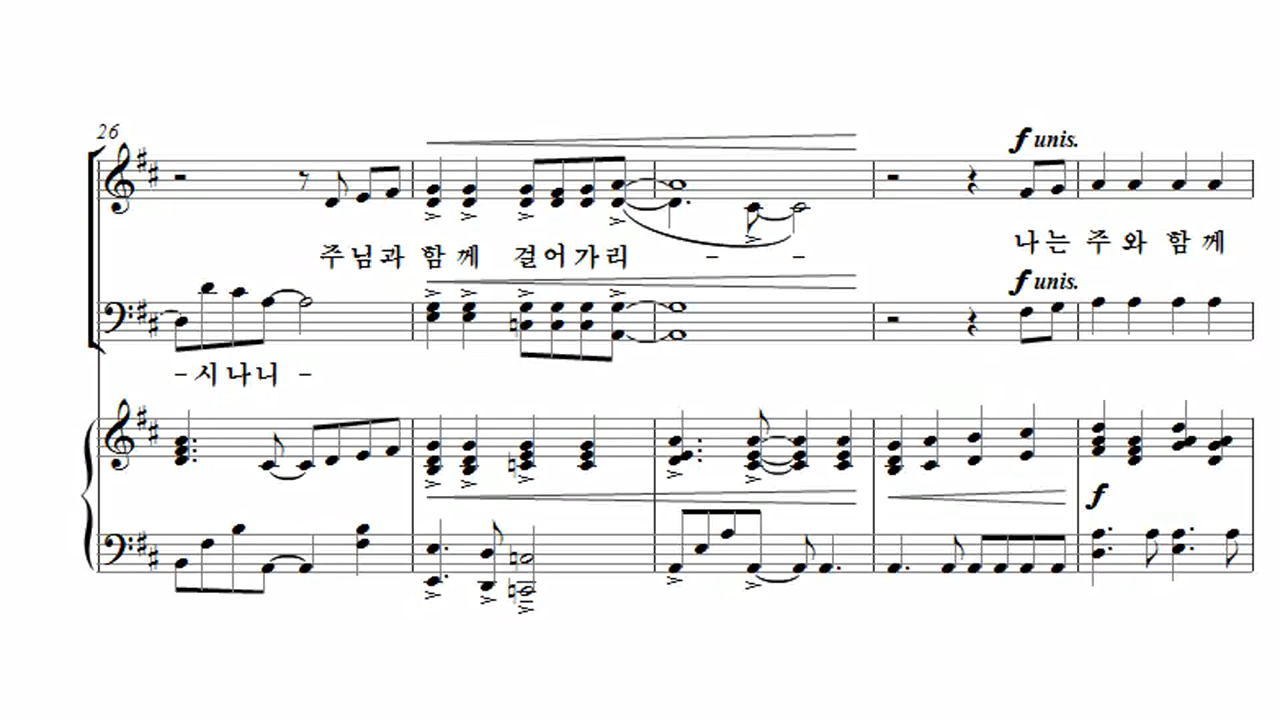 26
f unis.
주님과 함께 걸어가리 - -
나는 주와 함께
f unis.
- 시나니 -
f